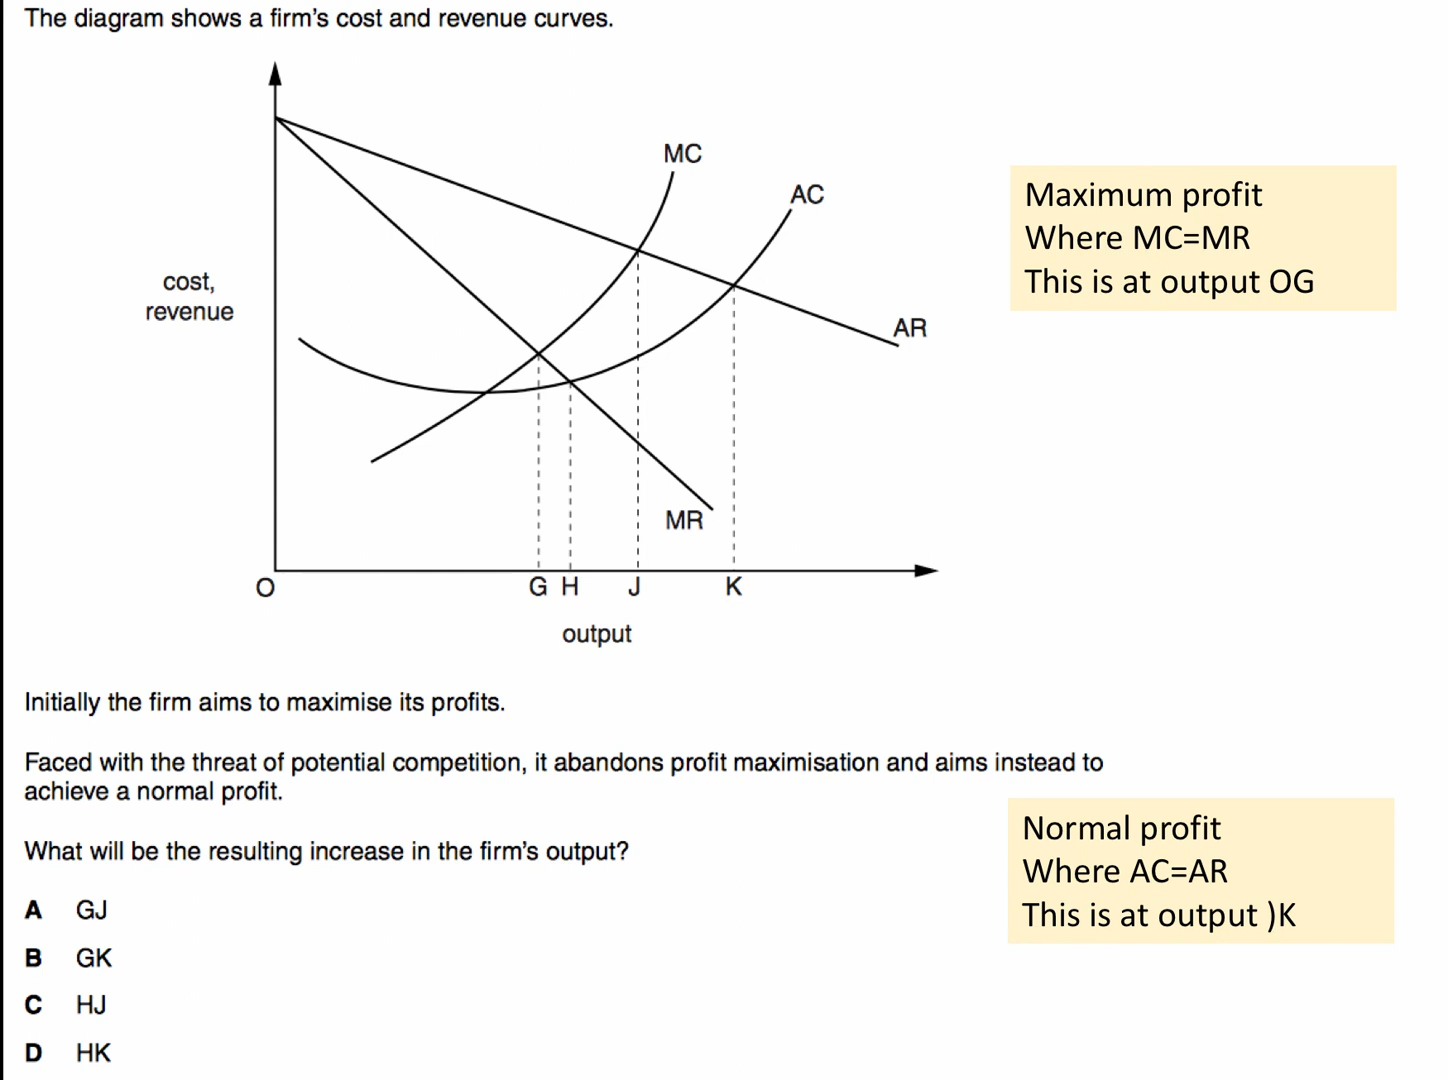 The diagram shows a firm's cost and revenue curves.
MC
AC
Maximum profit
Where MC=MR
This is at output OG
cost,
revenue
AR
MR
O
G H J K
output
Initially the firm aims to maximise its profits.
Faced with the threat of potential competition, it abandons profit maximisation and aims instead to
achieve a normal profit.
Normal profit
Where AC=AR
This is at output )K
What will be the resulting increase in the firm's output?
A GJ
B GK
C HJ
D HK